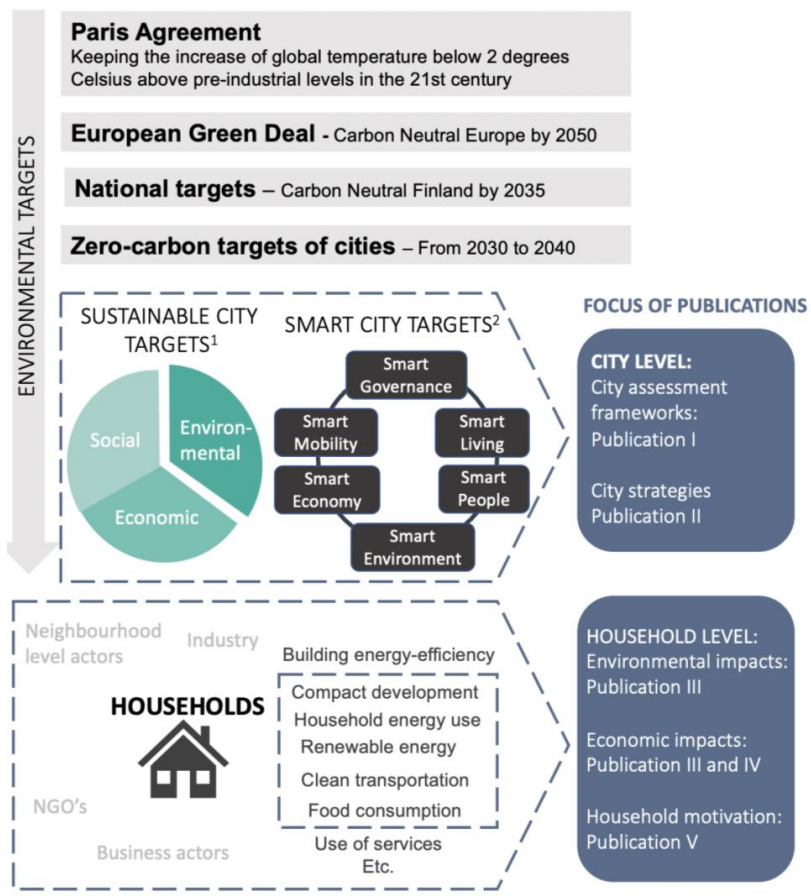 ENVIRONMENTAL TARGETS
Paris Agreement
Keeping the increase of global temperature below 2 degrees
Celsius above pre-industrial levels in the 21st century
European Green Deal - Carbon Neutral Europe by 2050
National targets – Carbon Neutral Finland by 2035
Zero-carbon targets of cities – From 2030 to 2040
SUSTAINABLE CITY
TARGETS¹
Social
Environ-
mental
Economic
SMART CITY TARGETS²
Smart
Governance
Smart
Mobility
Smart
Living
Smart
Economy
Smart
People
Smart
Environment
FOCUS OF PUBLICATIONS
CITY LEVEL:
City assessment
frameworks:
Publication I
City strategies
Publication II
Neighbourhood
level actors
Industry
HOUSEHOLDS
NGO's
Business actors
Building energy-efficiency
Compact development
Household energy use
Renewable energy
Clean transportation
Food consumption
Use of services
Etc.
HOUSEHOLD LEVEL:
Environmental impacts:
Publication III
Economic impacts:
Publication III and IV
Household motivation:
Publication V